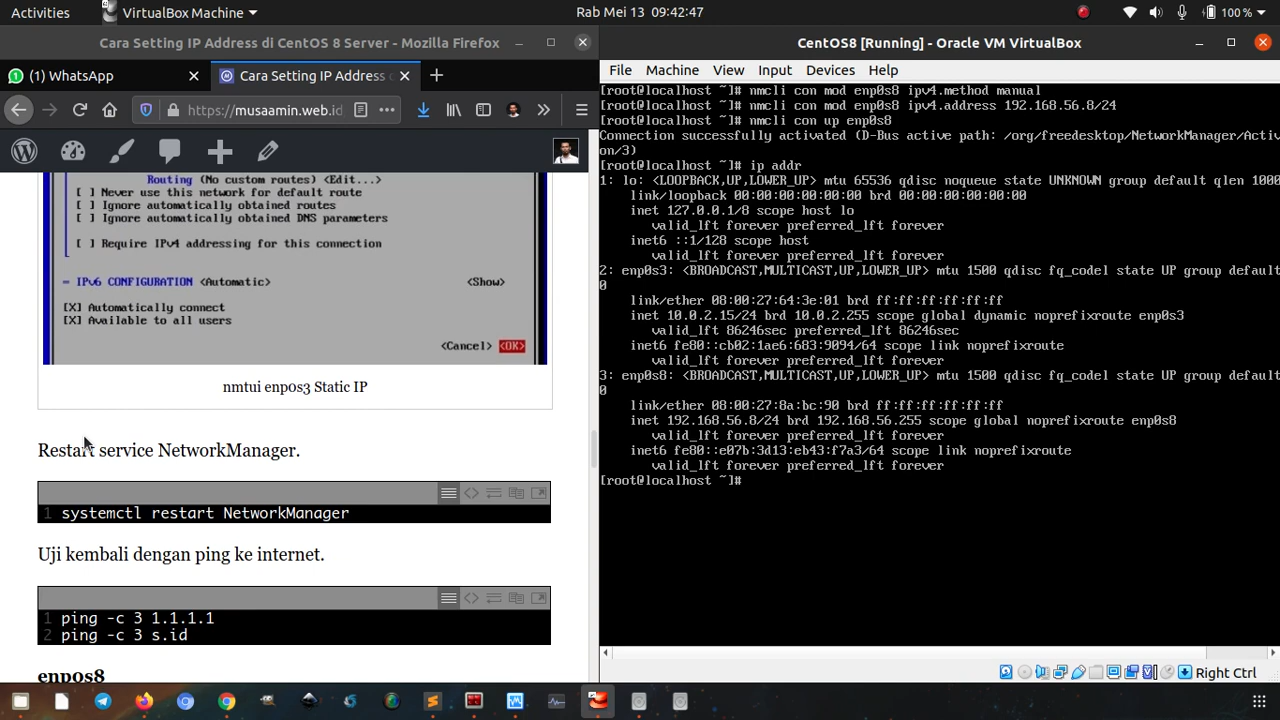 Activities
VirtualBox Machine
Rab Mei 13 09:42:47
100 %
Cara Setting IP Address di CentOS 8 Server - Mozilla Firefox
(1) WhatsApp
Cara Setting IP Address
https://musaamin.web.id
Routing (No custom routes) <Edit...>
[ ] Never use this network for default route
[ ] Ignore automatically obtained routes
[ ] Ignore automatically obtained DNS parameters
[ ] Require IPv4 addressing for this connection
= IPv6 CONFIGURATION <Automatic> <Show>
[X] Automatically connect
[X] Available to all users
<Cancel> <OK>
nmtui enp0s3 Static IP
Restart service NetworkManager.
1 systemctl restart NetworkManager
Uji kembali dengan ping ke internet.
1 ping -c 3 1.1.1.1
2 ping -c 3 s.id
enp0s8
CentOS8 [Running] - Oracle VM VirtualBox
File Machine View Input Devices Help
[root@localhost ~]# nmcli con mod enp0s8 ipv4.method manual
[root@localhost ~]# nmcli con mod enp0s8 ipv4.address 192.168.56.8/24
[root@localhost ~]# nmcli con up enp0s8
Connection successfully activated (D-Bus active path: /org/freedesktop/NetworkManager/Acti
on/3)
[root@localhost ~]# ip addr
1: lo: <LOOPBACK,UP,LOWER_UP> mtu 65536 qdisc noqueue state UNKNOWN group default qlen 1000
link/loopback 00:00:00:00:00:00 brd 00:00:00:00:00:00
inet 127.0.0.1/8 scope host lo
valid_lft forever preferred_lft forever
inet6 ::1/128 scope host
valid_lft forever preferred_lft forever
2: enp0s3: <BROADCAST,MULTICAST,UP,LOWER_UP> mtu 1500 qdisc fq_codel state UP group default
0
link/ether 08:00:27:64:3e:01 brd ff:ff:ff:ff:ff:ff
inet 10.0.2.15/24 brd 10.0.2.255 scope global dynamic noprefixroute enp0s3
valid_lft 86246sec preferred_lft 86246sec
inet6 fe80::cb02:1ae6:683:9094/64 scope link noprefixroute
valid_lft forever preferred_lft forever
3: enp0s8: <BROADCAST,MULTICAST,UP,LOWER_UP> mtu 1500 qdisc fq_codel state UP group default
0
link/ether 08:00:27:8a:bc:90 brd ff:ff:ff:ff:ff:ff
inet 192.168.56.8/24 brd 192.168.56.255 scope global noprefixroute enp0s8
valid_lft forever preferred_lft forever
inet6 fe80::e07b:3d13:eb43:f7a3/64 scope link noprefixroute
valid_lft forever preferred_lft forever
[root@localhost ~]#
Right Ctrl